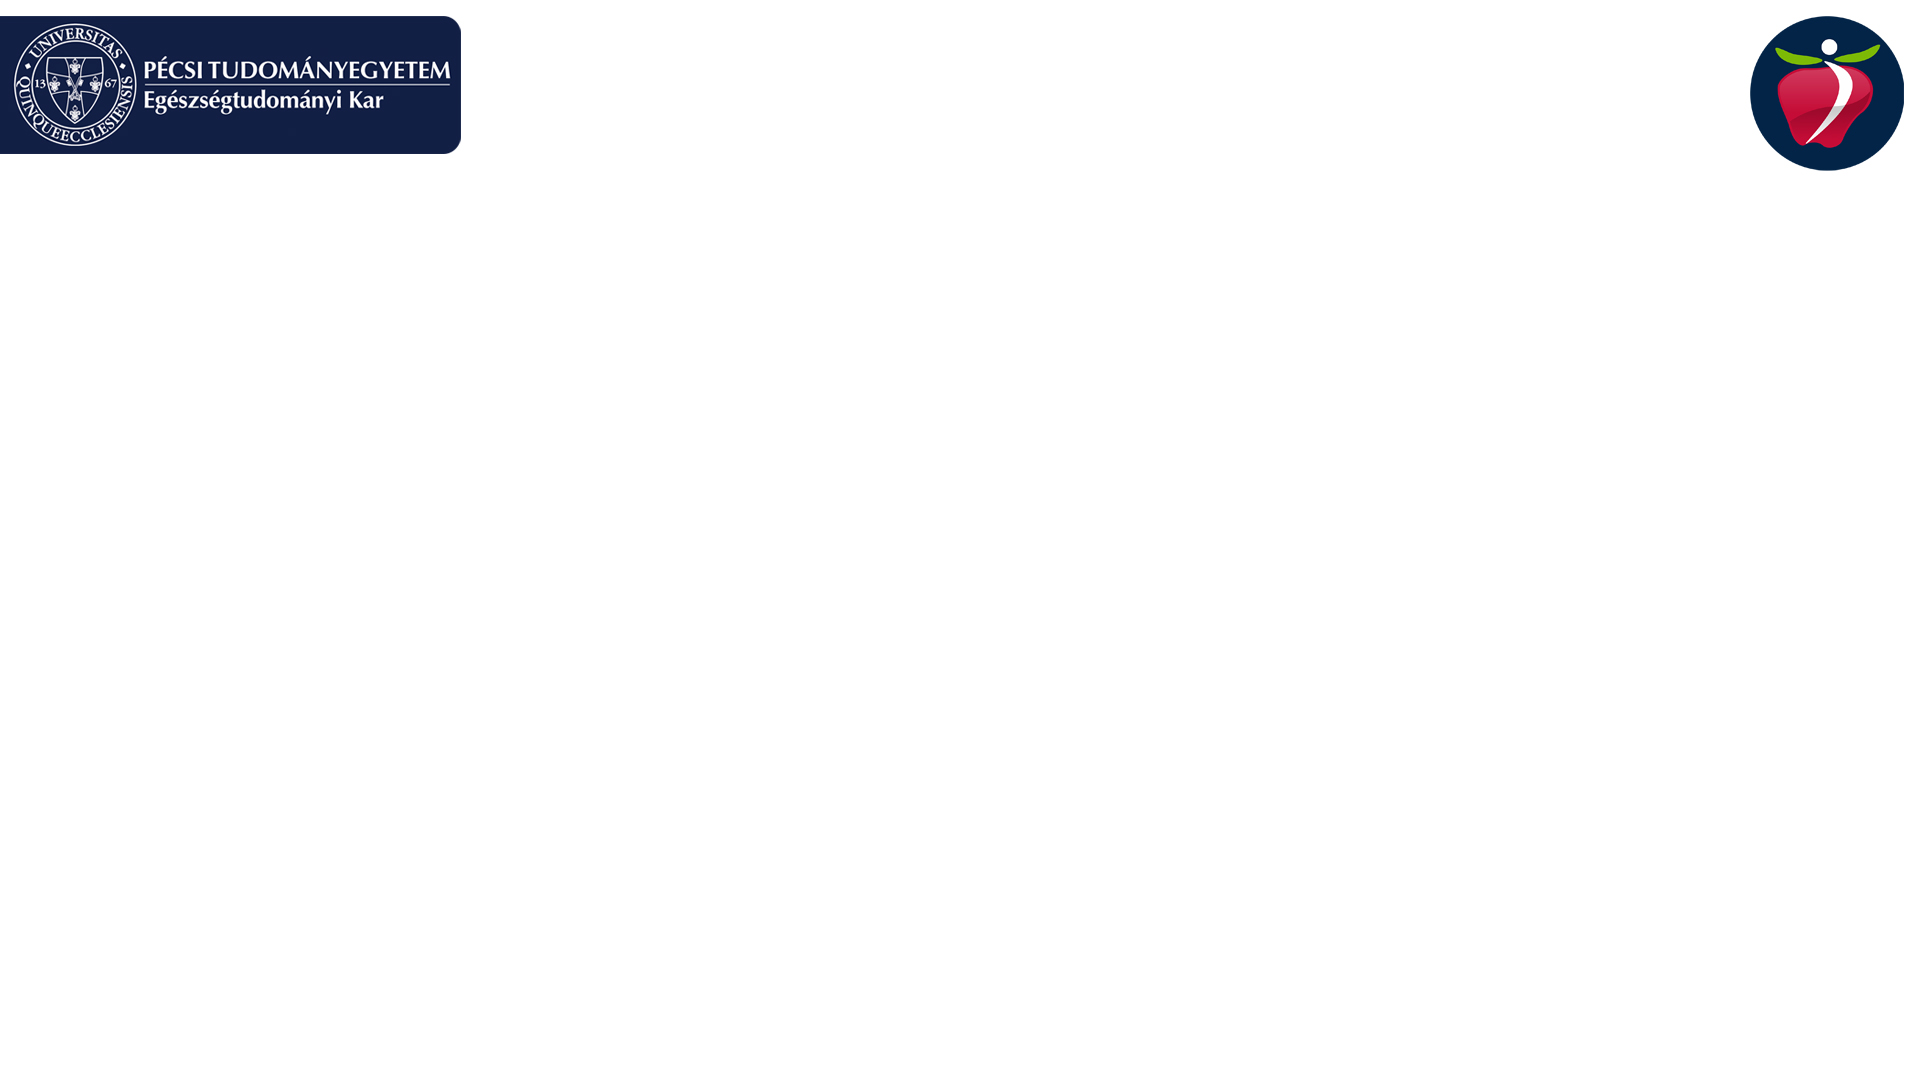 UNIVERSITAS QUINQUEECCLESIENSIS
13 67
PÉCSI TUDOMÁNYEGYETEM
Egészségtudományi Kar